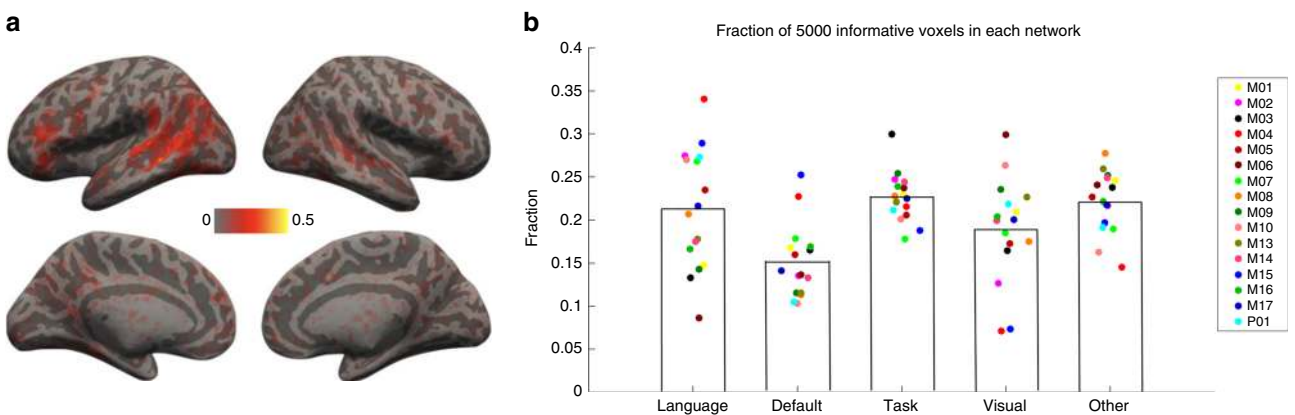 a
0
0.5
b
Fraction of 5000 informative voxels in each network
Fraction
0.4
0.35
0.3
0.25
0.2
0.15
0.1
0.05
0
Language
Default
Task
Visual
Other
M01
M02
M03
M04
M05
M06
M07
M08
M09
M10
M13
M14
M15
M16
M17
P01